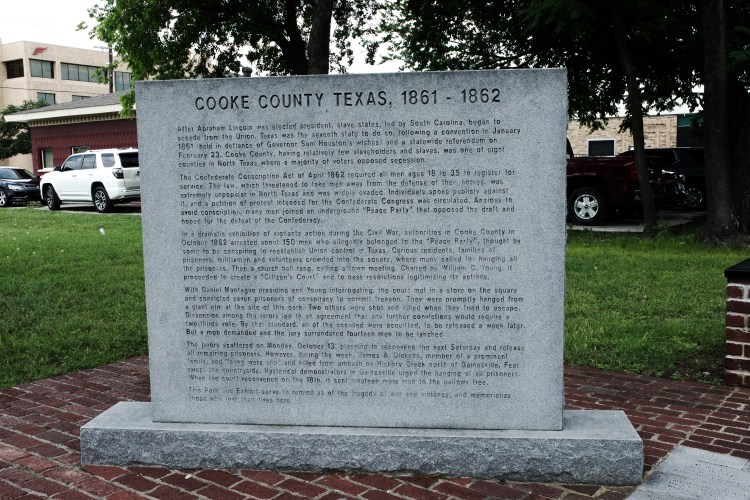 COOKE COUNTY TEXAS, 1861 - 1862
After Abraham Lincoln was elected president, slave states, led by South Carolina, began to
secede from the Union. Texas was the seventh state to do so, following a convention in January
1861 (held in defiance of Governor Sam Houston's wishes) and a statewide referendum on
February 23. Cooke County, having relatively few slaveholders and slaves, was one of eight
counties in North Texas where a majority of voters opposed secession.
The Confederate Conscription Act of April 1862 required all men ages 18 to 35 to register for
service. The law, which threatened to take men away from the defense of their homes, was
extremely unpopular in North Texas and was widely evaded. Individuals spoke publicly against
it, and a petition of protest intended for the Confederate Congress was circulated. Anxious to
avoid conscription, many men joined an underground "Peace Party" that opposed the draft and
hoped for the defeat of the Confederacy.
In a dramatic exhibition of vigilante action during the Civil War, authorities in Cooke County in
October 1862 arrested about 150 men who allegedly belonged to the "Peace Party", thought by
some to be conspiring to reestablish Union control in Texas. Curious residents, families of
prisoners, militiamen and volunteers crowded into the square, where many called for hanging all
the prisoners. Then a church bell rang, calling a town meeting. Chaired by William C. Young, it
proceeded to create a "Citizen's Court" and to pass resolutions legitimizing its actions.
With Daniel Montague presiding and Young interrogating, the court met in a store on the square
and convicted seven prisoners of conspiracy to commit treason. They were promptly hanged from
a giant elm at the site of this park. Two others were shot and killed when they tried to escape.
Dissension among the jurors led to an agreement that any further convictions would require a
two-thirds vote. By that standard, all of the accused were acquitted, to be released a week later.
But a mob demanded and the jury surrendered fourteen men to be lynched.
The jurors scattered on Monday, October 13, planning to reconvene the next Saturday and release
all remaining prisoners. However, during the week, James A. Dickson, member of a prominent
family, and Young were shot and killed from ambush on Hickory Creek north of Gainesville. Fear
swept the countryside. Hysterical demonstrators in Gainesville urged the hanging of all prisoners.
When the court reconvened on the 18th, it sent nineteen more men to the gallows tree.
This Park and Exhibit serve to remind us of the tragedy of war and violence, and memorialize
those who lost their lives here.